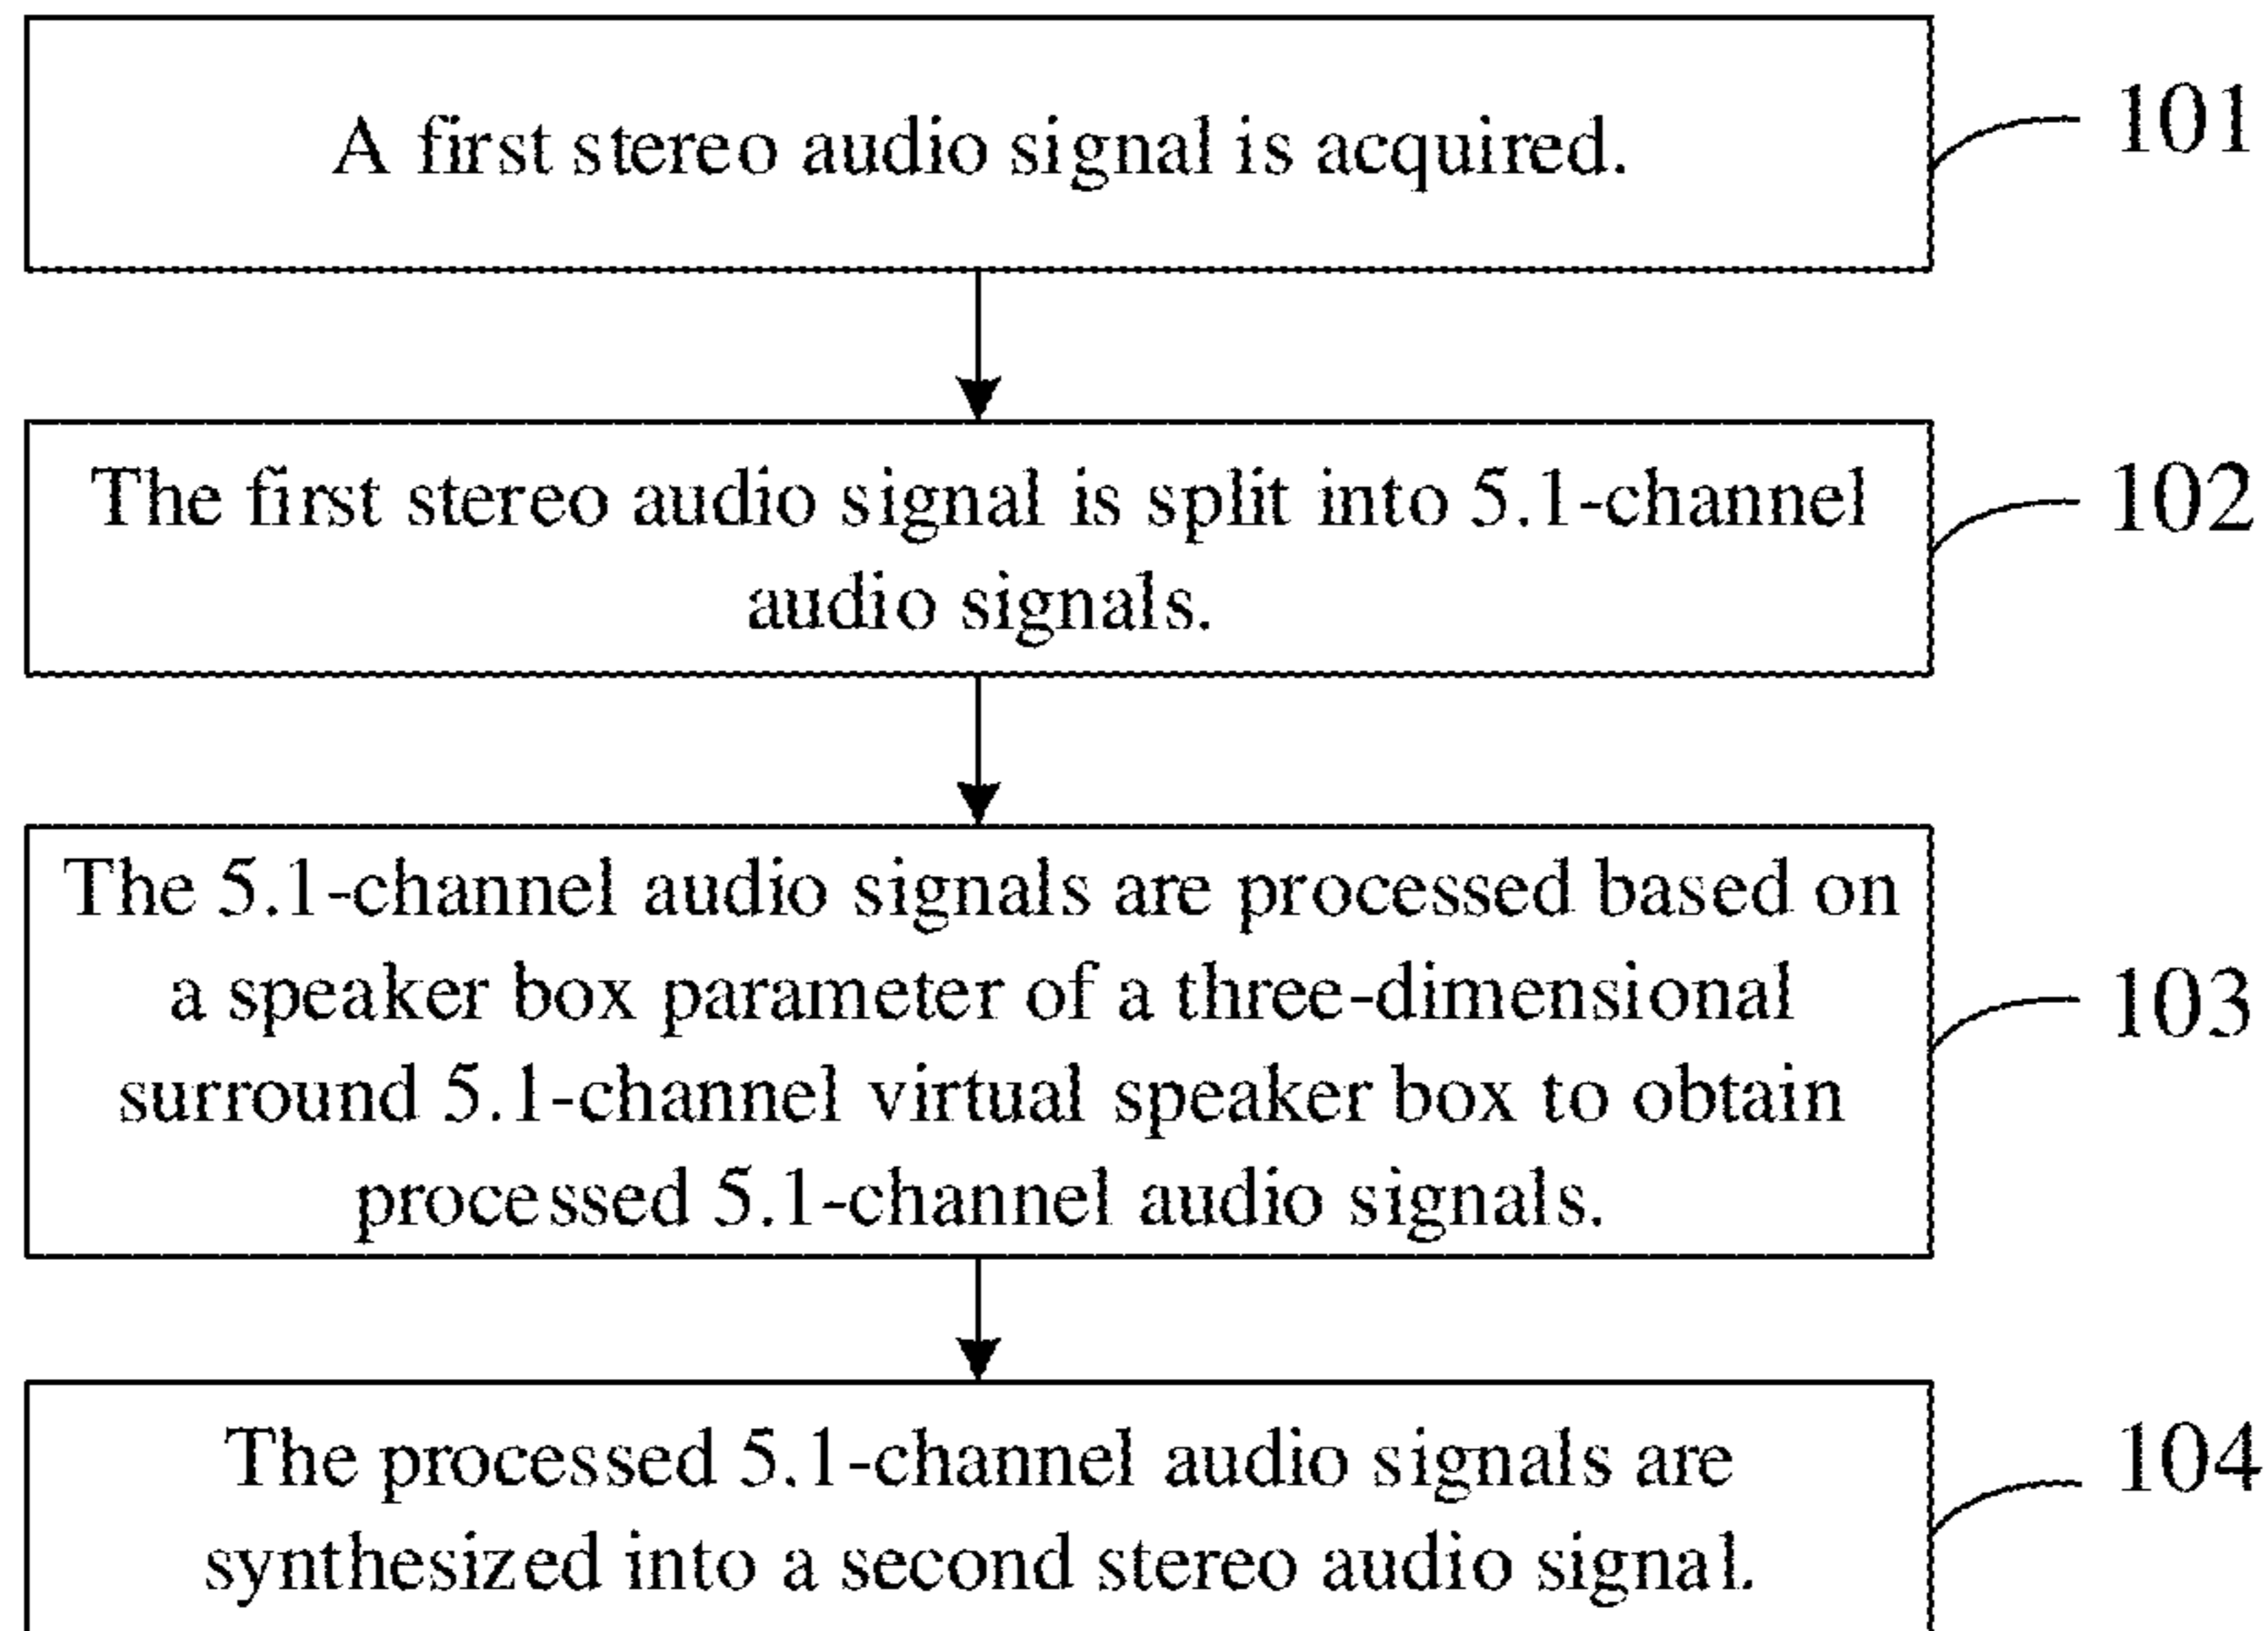 A first stereo audio signal is acquired.
101
The first stereo audio signal is split into 5.1-channel
audio signals.
102
The 5.1-channel audio signals are processed based on
a speaker box parameter of a three-dimensional
surround 5.1-channel virtual speaker box to obtain
processed 5.1-channel audio signals.
103
The processed 5.1-channel audio signals are
synthesized into a second stereo audio signal.
104